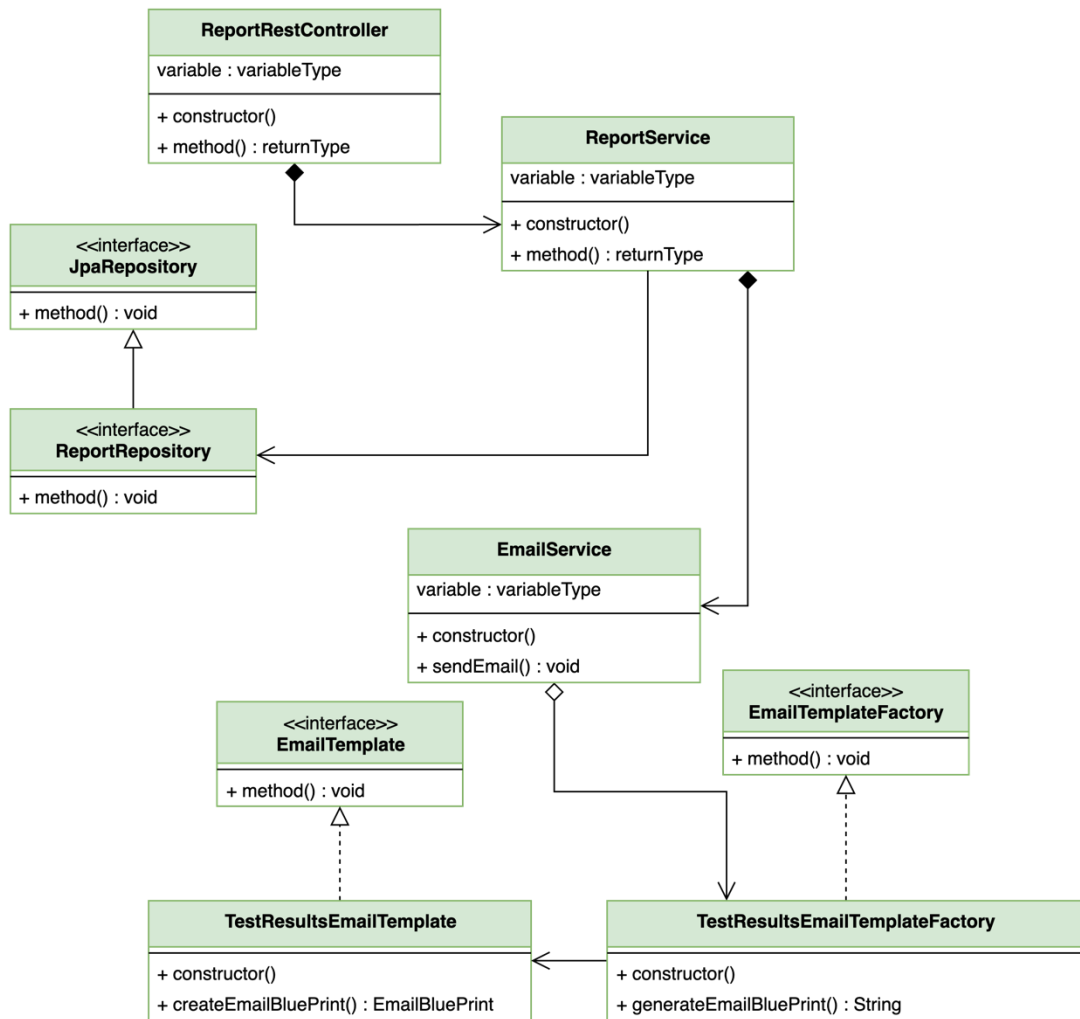 ReportRestController
variable : variableType
+ constructor()
+ method() : returnType
ReportService
variable : variableType
+ constructor()
+ method() : returnType
<<interface>>
JpaRepository
+ method() : void
<<interface>>
ReportRepository
+ method() : void
EmailService
variable : variableType
+ constructor()
+ sendEmail() : void
<<interface>>
EmailTemplateFactory
+ method() : void
<<interface>>
EmailTemplate
+ method() : void
TestResultsEmailTemplate
+ constructor()
+ createEmailBluePrint() : EmailBluePrint
TestResultsEmailTemplateFactory
+ constructor()
+ generateEmailBluePrint() : String